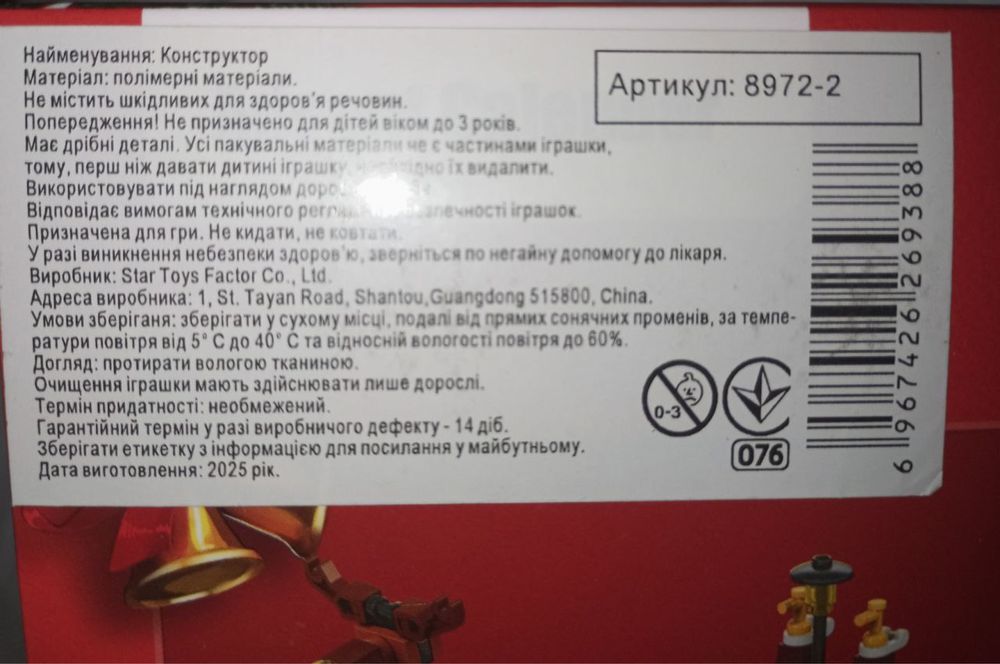 Найменування: Конструктор
Матеріал: полімерні матеріали.
Не містить шкідливих для здоров'я речовин.
Попередження! Не призначено для дітей віком до 3 років.
Має дрібні деталі. Усі пакувальні матеріали не є частинами іграшки,
тому, перш ніж давати дитині іграшку, їх видалити.
Використовувати під наглядом
Відповідає вимогам технічного іграшок.
Призначена для гри. Не кидати, не ковтати.
У разі виникнення небезпеки здоров'ю, зверніться по негайну допомогу до лікаря.
Виробник: Star Toys Factor Co., Ltd.
Адреса виробника: 1, St. Tayan Road, Shantou,Guangdong 515800, China.
Умови зберіганя: зберігати у сухому місці, подалі від прямих сонячних променів, за темпе-
ратури повітря від 5° С до 40° С та відносній вологості повітря до 60%.
Догляд: протирати вологою тканиною.
Очищення іграшки мають здійснювати лише дорослі.
Термін придатності: необмежений.
Гарантійний термін у разі виробничого дефекту - 14 діб.
Зберігати етикетку з інформацією для посилання у майбутньому.
Дата виготовлення: 2025 рік.
Артикул: 8972-2
0-3
076
6967426269388